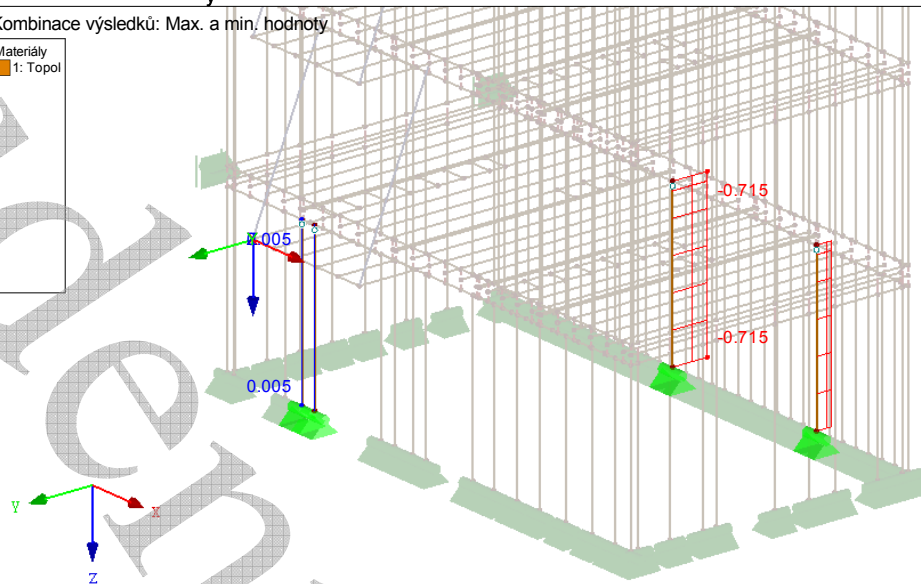 Kombinace výsledků: Max. a min. hodnoty
Materiály
1: Topol
-0.715
0.005
-0.715
0.005
Y
X
Z